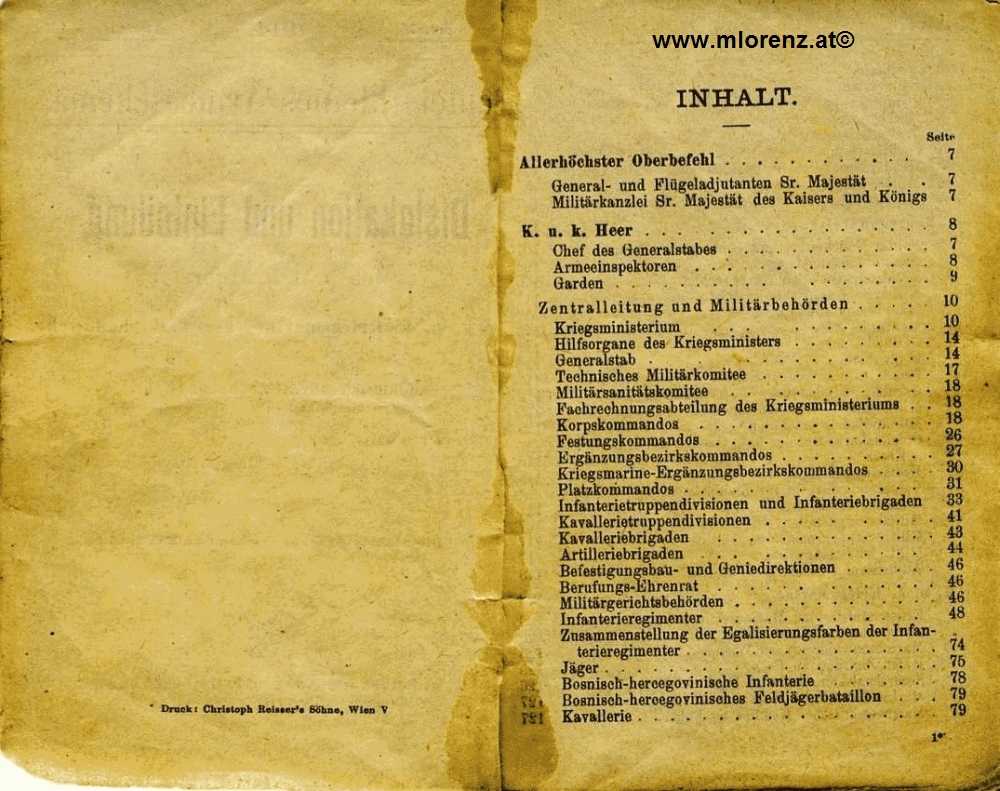 www.mlorenz.at©
Druck: Christoph Reisser's Söhne, Wien V
INHALT.
Seite
Allerhöchster Oberbefehl . . . . . . . . . . . 7
General- und Flügeladjutanten Sr. Majestät . . 7
Militärkanzlei Sr. Majestät des Kaisers und Königs 7
K. u. k. Heer . . . . . . . . . . . . . . . 8
Chef des Generalstabes . . . . . . . . . . . 7
Armeeinspektoren . . . . . . . . . . . . . 8
Garden . . . . . . . . . . . . . . . . . 9
Zentralleitung und Militärbehörden . . . . . 10
Kriegsministerium . . . . . . . . . . . . 10
Hilfsorgane des Kriegsministers . . . . . . . 14
Generalstab . . . . . . . . . . . . . . . 14
Technisches Militärkomitee . . . . . . . . . 17
Militärsanitätskomitee . . . . . . . . . . . 18
Fachrechnungsabteilung des Kriegsministeriums . . 18
Korpskommandos . . . . . . . . . . . . . 18
Festungskommandos . . . . . . . . . . . . 26
Ergänzungsbezirkskommandos . . . . . . . . 27
Kriegsmarine-Ergänzungsbezirkskommandos . . . 30
Platzkommandos . . . . . . . . . . . . . 31
Infanterietruppendivisionen und Infanteriebrigaden 33
Kavallerietruppendivisionen . . . . . . . . . 41
Kavalleriebrigaden . . . . . . . . . . . . 43
Artilleriebrigaden . . . . . . . . . . . . 44
Befestigungsbau- und Geniedirektionen . . . . . 46
Berufungs-Ehrenrat . . . . . . . . . . . . 46
Militärgerichtsbehörden . . . . . . . . . . 46
Infanterieregimenter . . . . . . . . . . . 48
Zusammenstellung der Egalisierungsfarben der Infan-
terieregimenter . . . . . . . . . . . . . 74
Jäger . . . . . . . . . . . . . . . . . 75
Bosnisch-hercegovinische Infanterie . . . . . . 78
Bosnisch-hercegovinisches Feldjägerbataillon . . 79
Kavallerie . . . . . . . . . . . . . . . 79
1*